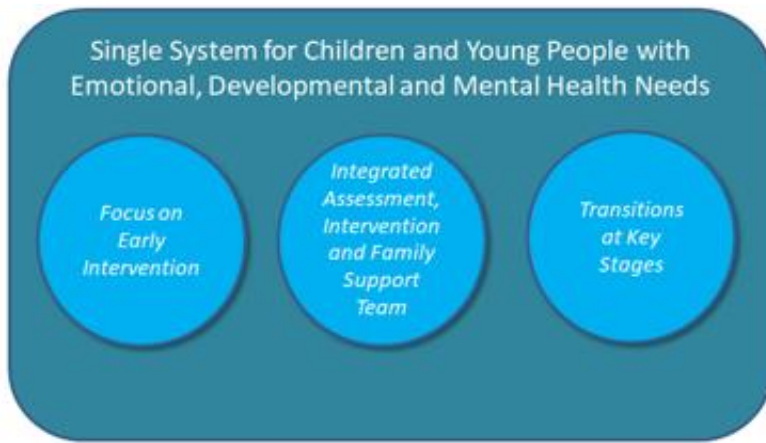 Single System for Children and Young People with
Emotional, Developmental and Mental Health Needs
Focus on
Early
Intervention
Integrated
Assessment,
Intervention
and Family
Support
Team
Transitions
at Key
Stages